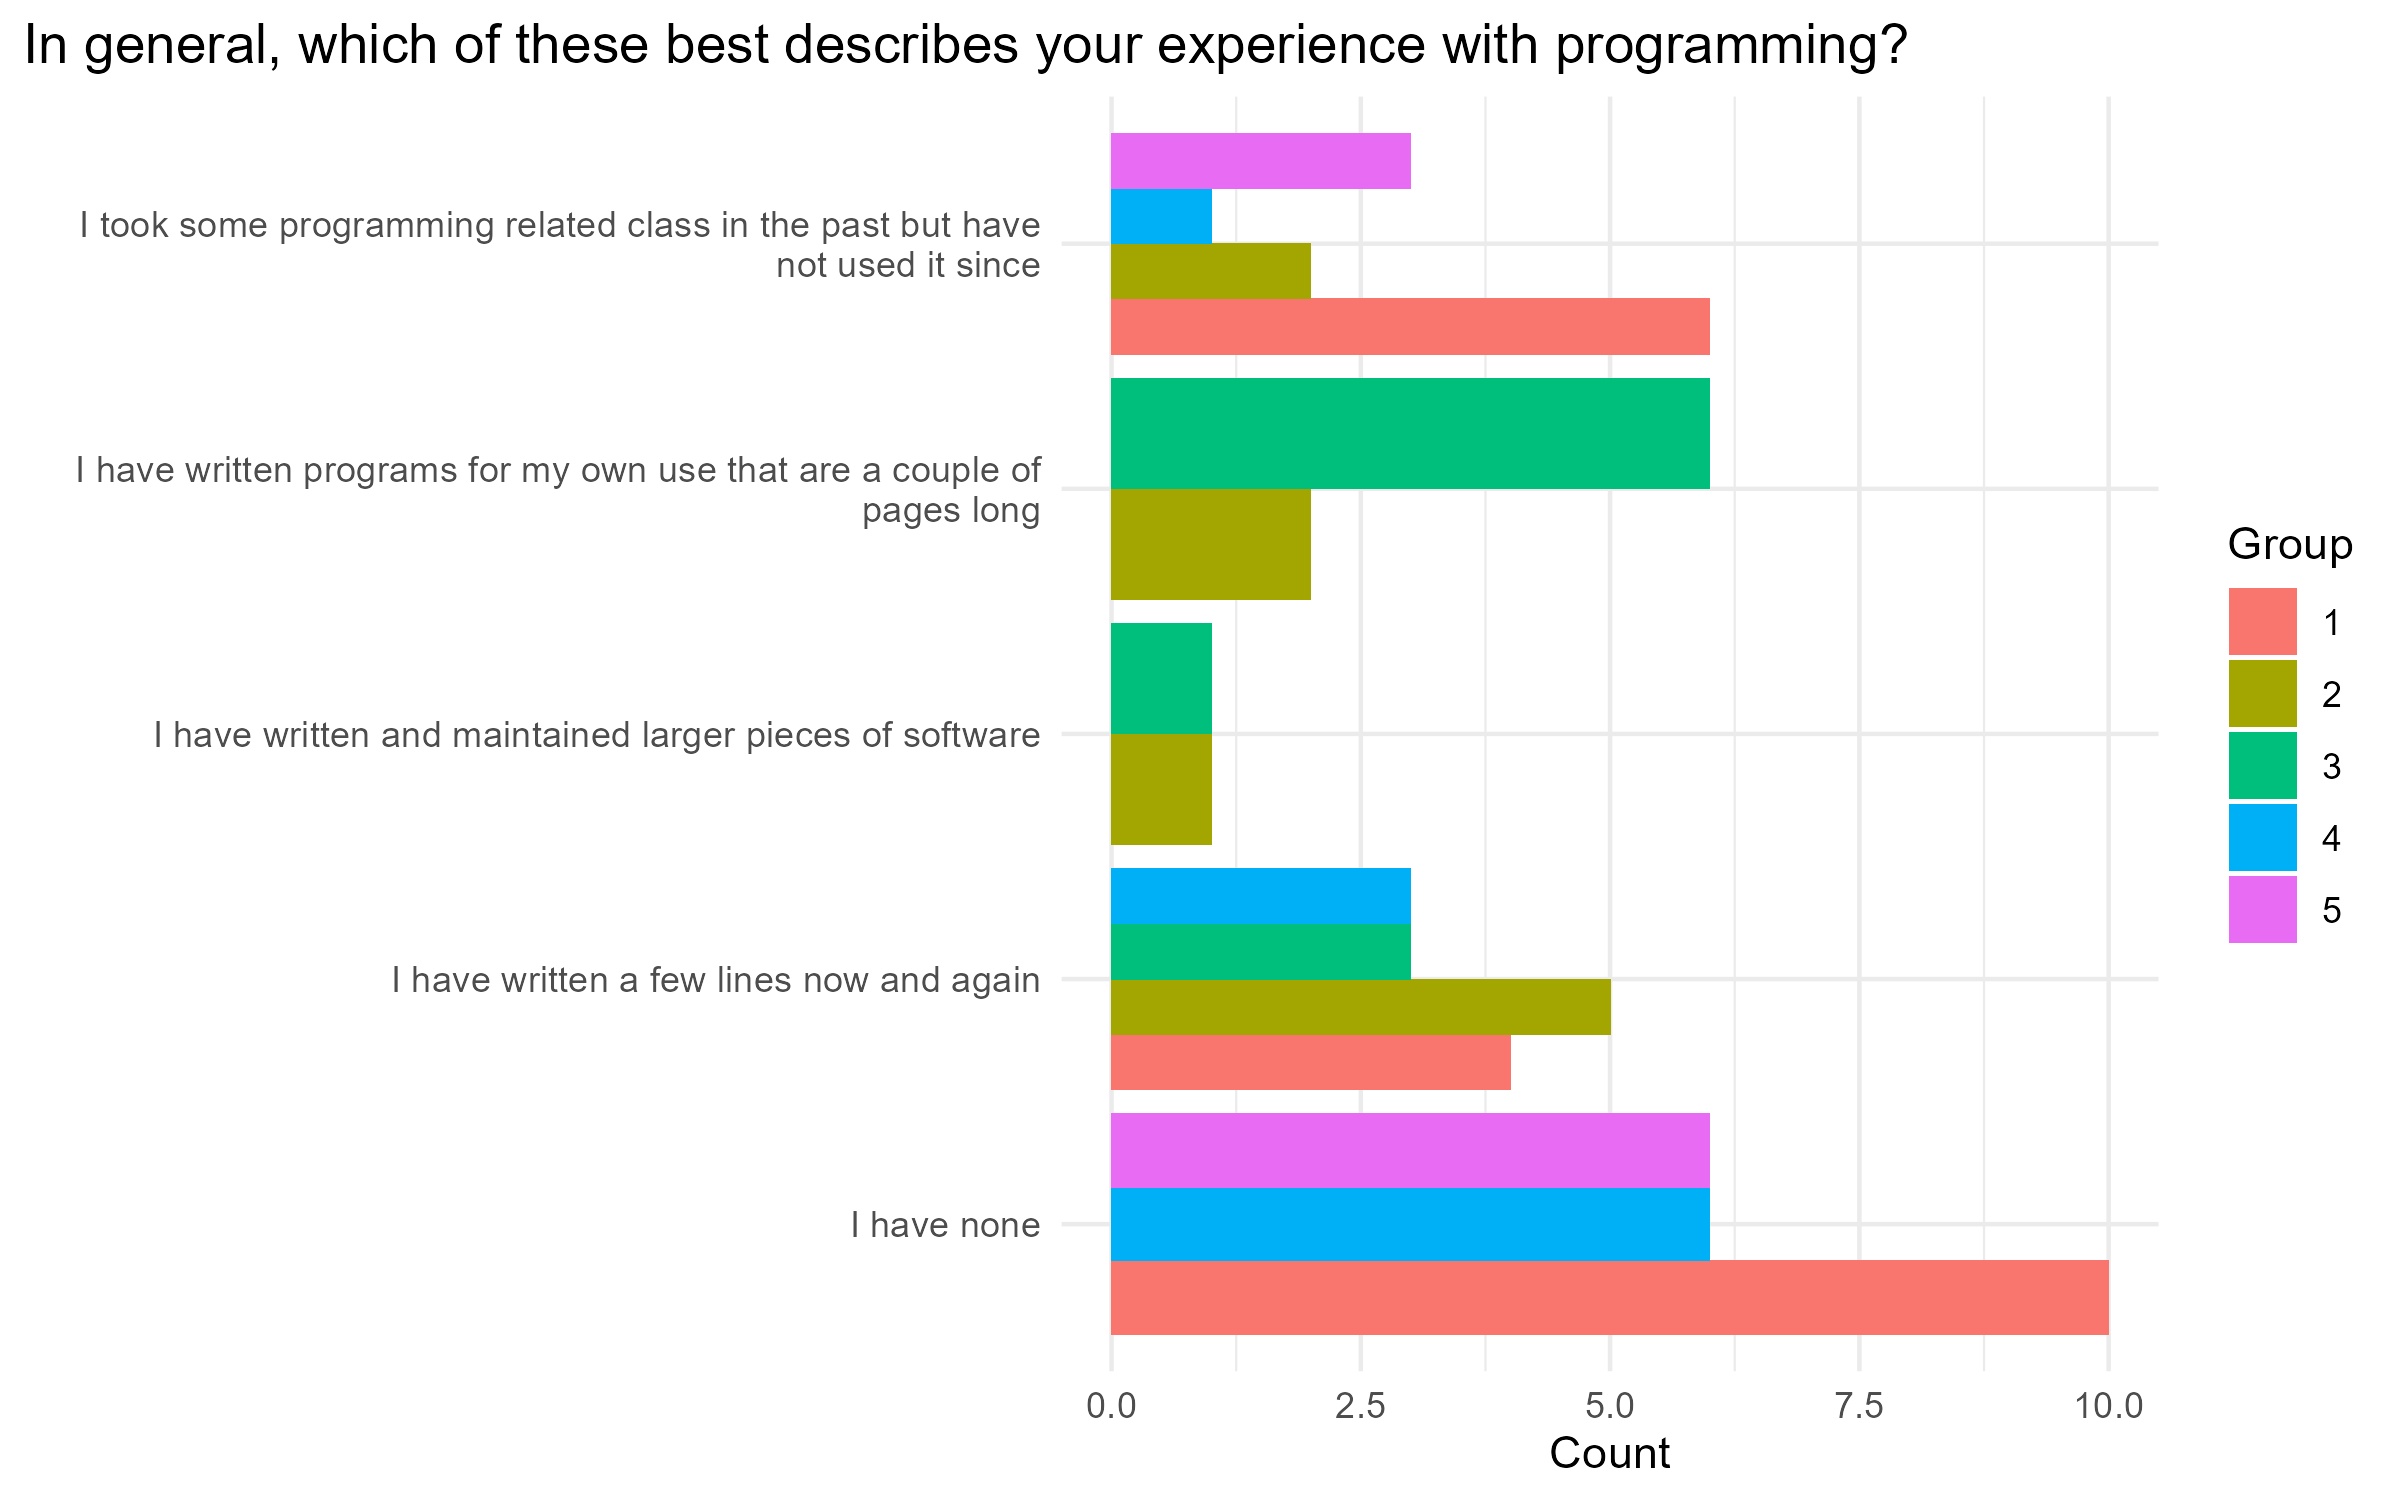 In general, which of these best describes your experience with programming?
I took some programming related class in the past but have
not used it since
I have written programs for my own use that are a couple of
pages long
I have written and maintained larger pieces of software
I have written a few lines now and again
I have none
0.0 2.5 5.0 7.5 10.0
Count
Group
1
2
3
4
5